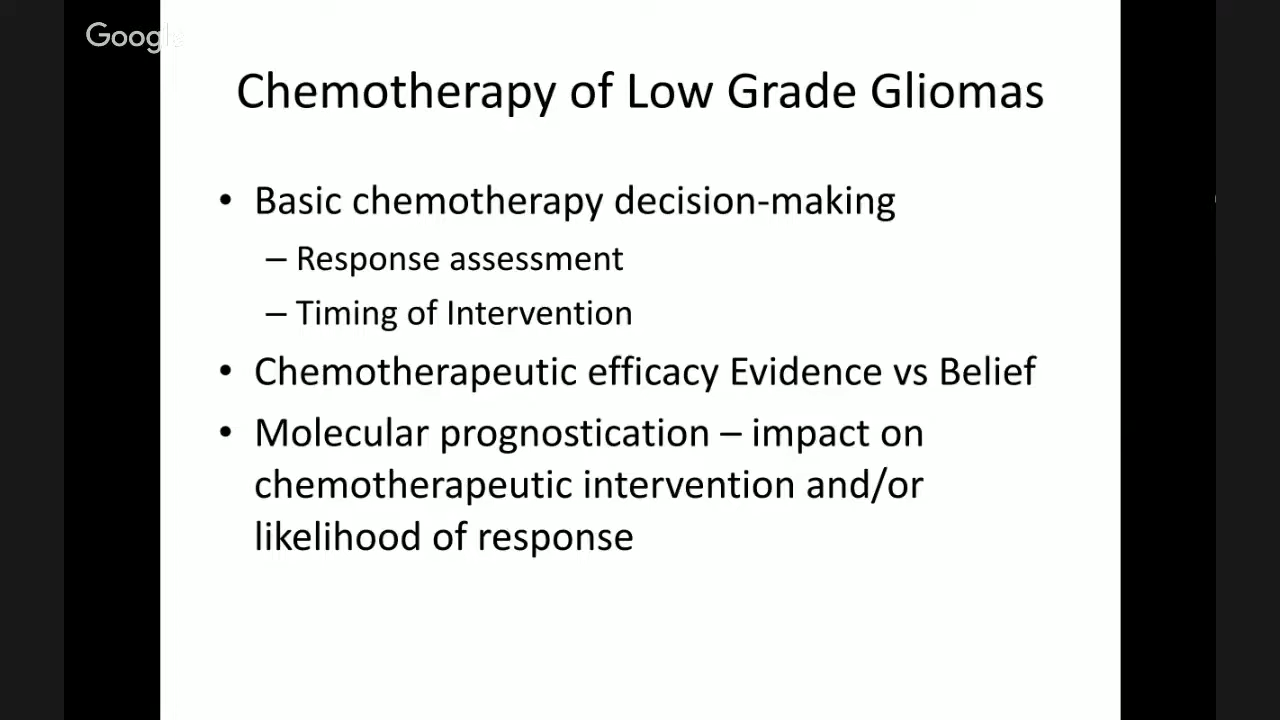 Google
Chemotherapy of Low Grade Gliomas
• Basic chemotherapy decision-making
– Response assessment
– Timing of Intervention
• Chemotherapeutic efficacy Evidence vs Belief
• Molecular prognostication – impact on
chemotherapeutic intervention and/or
likelihood of response